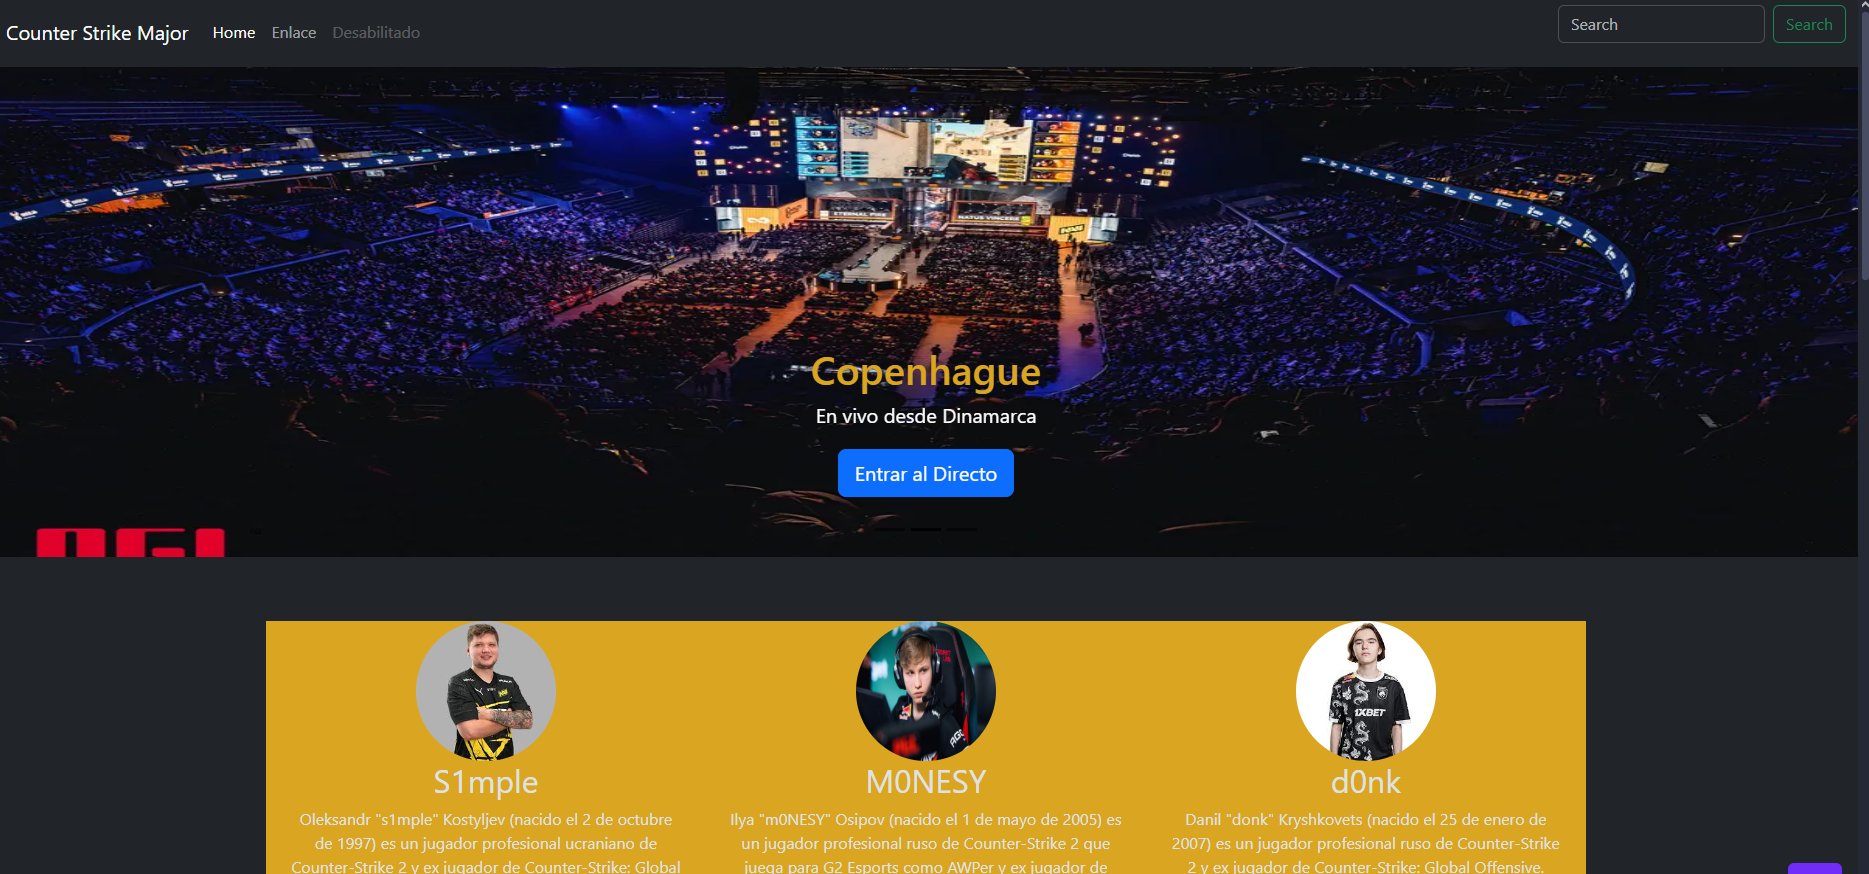 Counter Strike Major
Home
Enlace
Desabilitado
Search
Search
ETERNAL FIRE
NATUS VINCERE
Copenhague
En vivo desde Dinamarca
Entrar al Directo
1XBET
S1mple
Oleksandr "s1mple" Kostyljev (nacido el 2 de octubre
de 1997) es un jugador profesional ucraniano de
Counter-Strike 2 y ex jugador de Counter-Strike: Global
M0NESY
Ilya "m0NESY" Osipov (nacido el 1 de mayo de 2005) es
un jugador profesional ruso de Counter-Strike 2 que
juega para G2 Esports como AWPer y ex jugador de
d0nk
Danil "donk" Kryshkovets (nacido el 25 de enero de
2007) es un jugador profesional ruso de Counter-Strike
2 y ex jugador de Counter-Strike: Global Offensive.